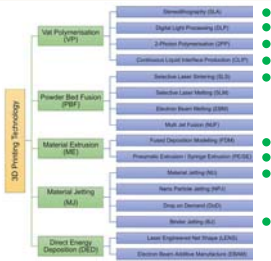 3D Printing Technology
Vat Polymerisation
(VP)
Stereolithography (SLA)
Digital Light Processing (DLP)
2-Photon Polymerisation (2PP)
Continuous Liquid Interface Production (CLIP)
Powder Bed Fusion
(PBF)
Selective Laser Sintering (SLS)
Selective Laser Melting (SLM)
Electron Beam Melting (EBM)
Multi Jet Fusion (MJF)
Material Extrusion
(ME)
Fused Deposition Modelling (FDM)
Pneumatic Extrusion / Syringe Extrusion (PE/SE)
Material Jetting
(MJ)
Material Jetting (MJ)
Nano Particle Jetting (NPJ)
Drop on Demand (DoD)
Binder Jetting (BJ)
Direct Energy
Deposition (DED)
Laser Engineered Net Shape (LENS)
Electron Beam Additive Manufacture (EBAM)